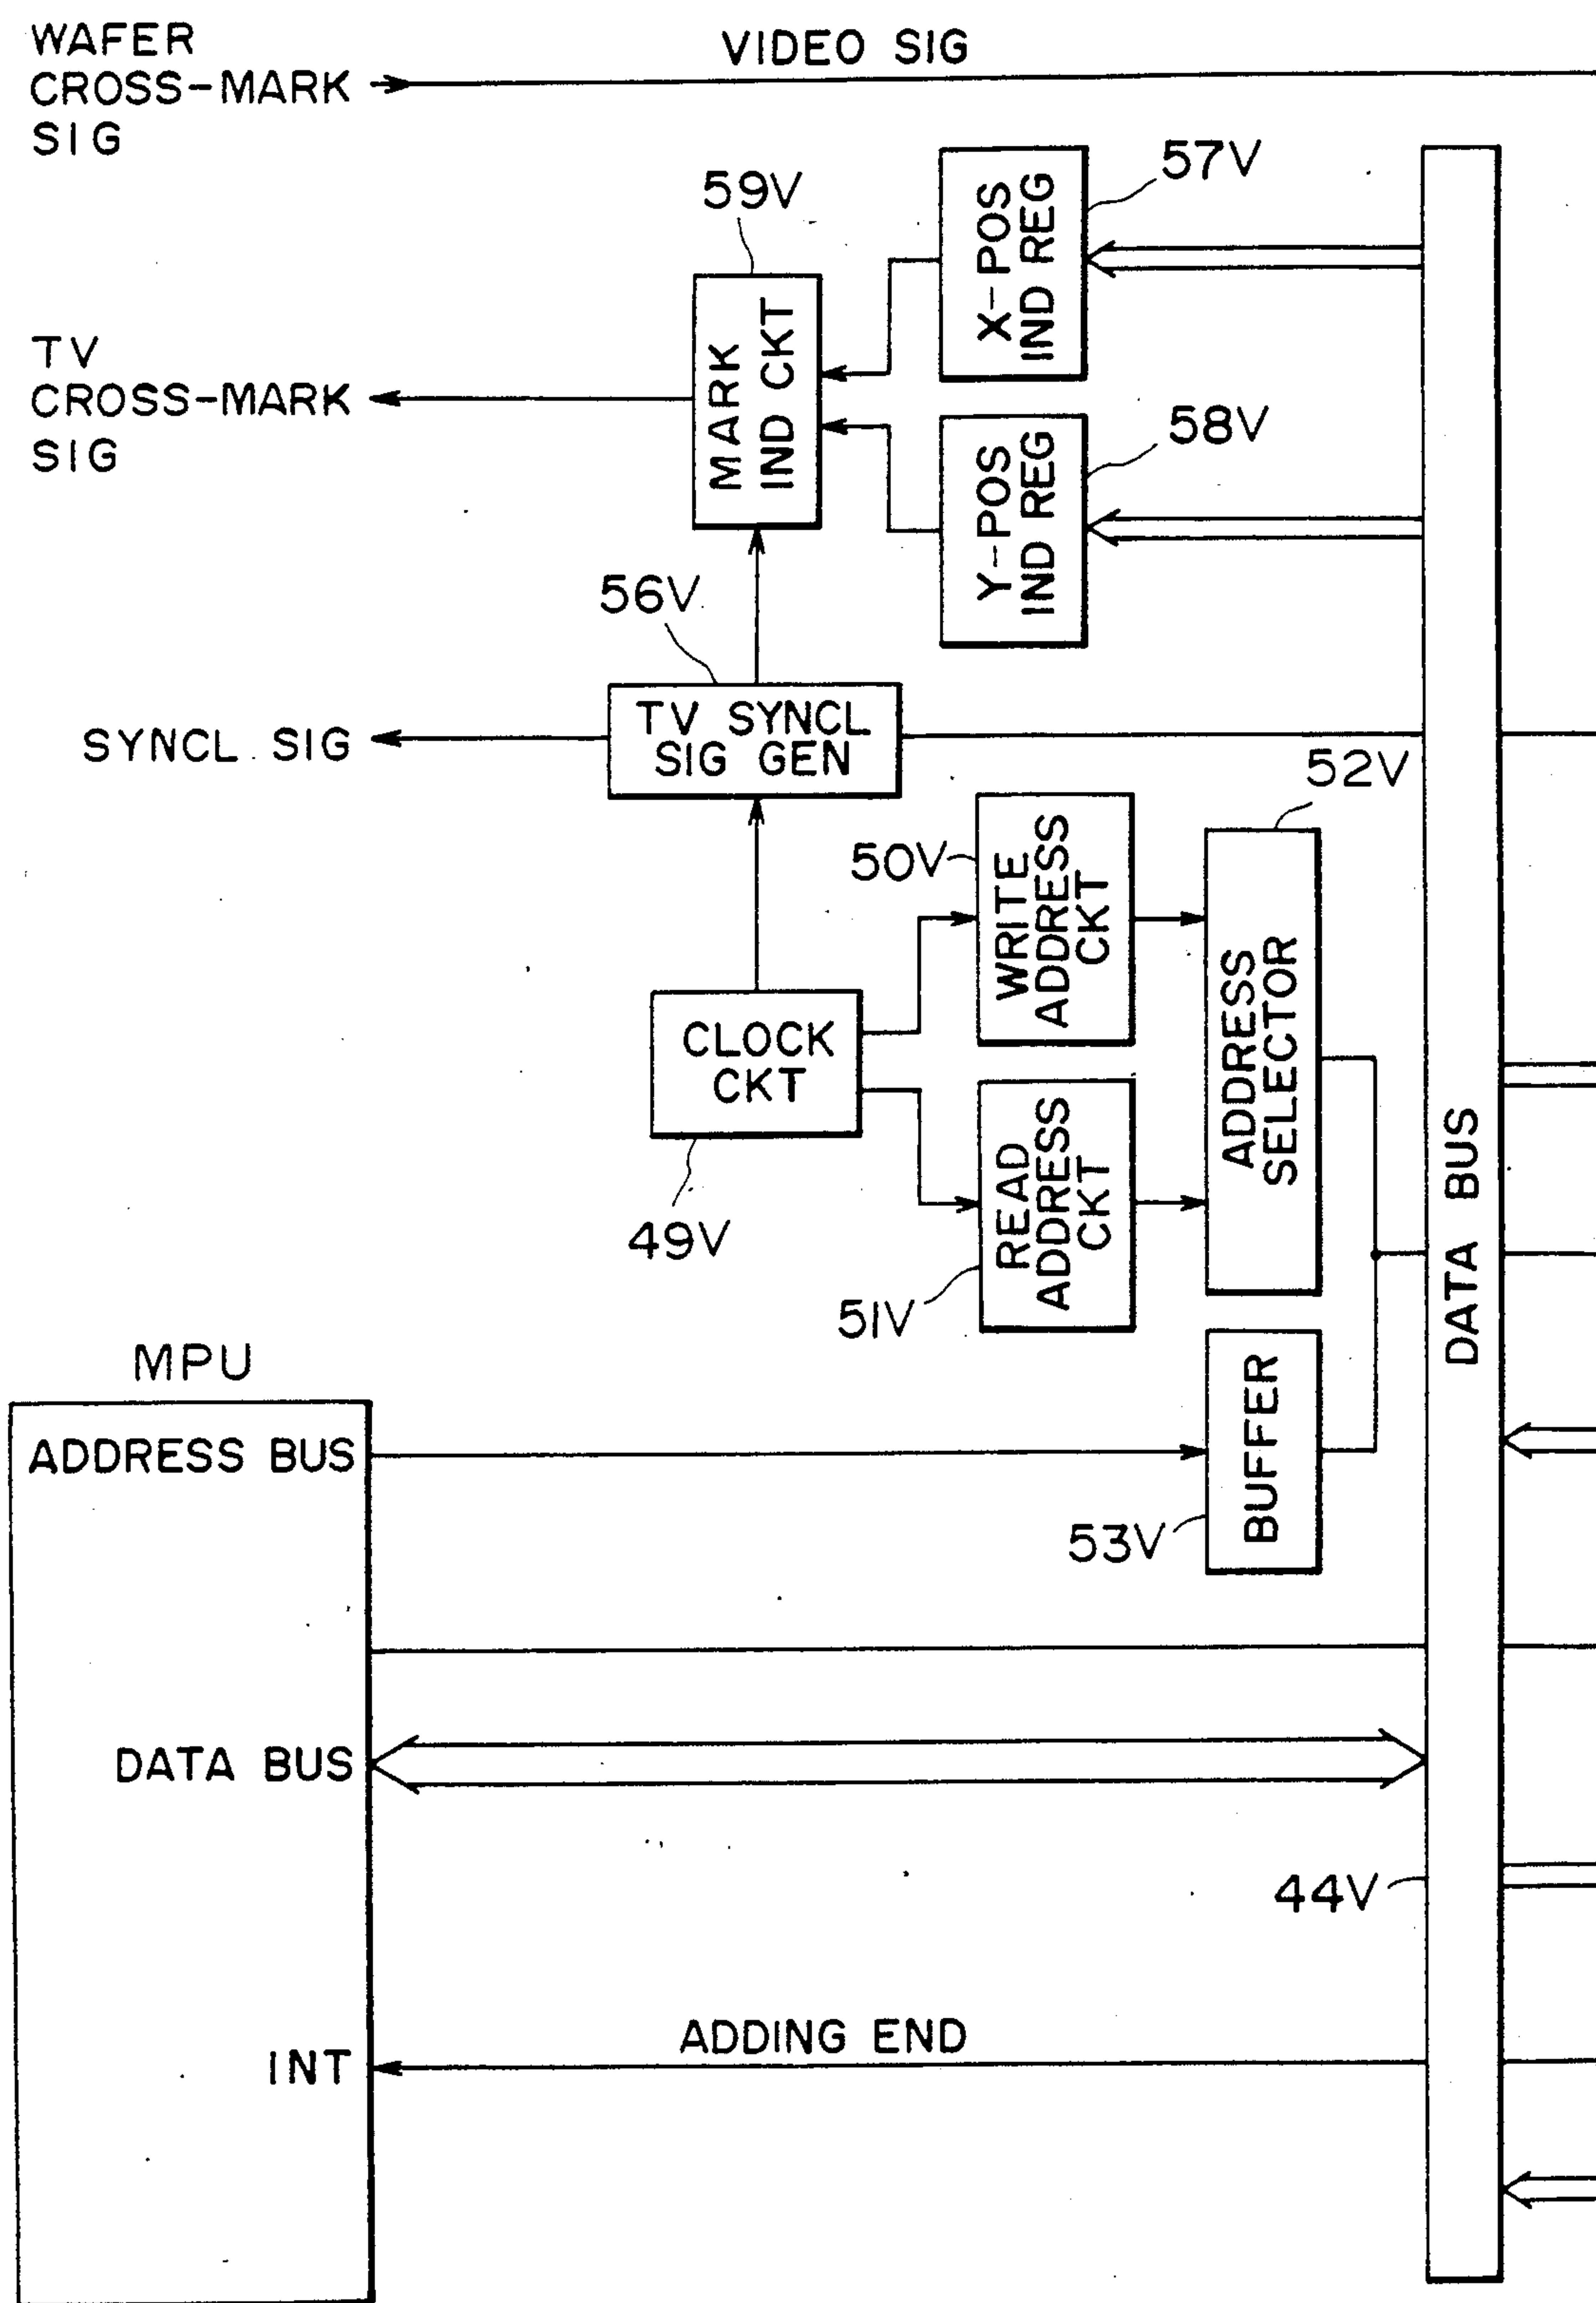 WAFER
CROSS-MARK
SIG
VIDEO SIG
57V
59V
X-POS
IND REG
MARK
IND CKT
TV
CROSS-MARK
SIG
58V
Y-POS
IND REG
56V
TV SYNCL
SIG GEN
SYNCL SIG
52V
50V
WRITE
ADDRESS
CKT
CLOCK
CKT
49V
READ
ADDRESS
CKT
51V
ADDRESS
SELECTOR
DATA BUS
MPU
ADDRESS BUS
BUFFER
53V
DATA BUS
44V
ADDING END
INT